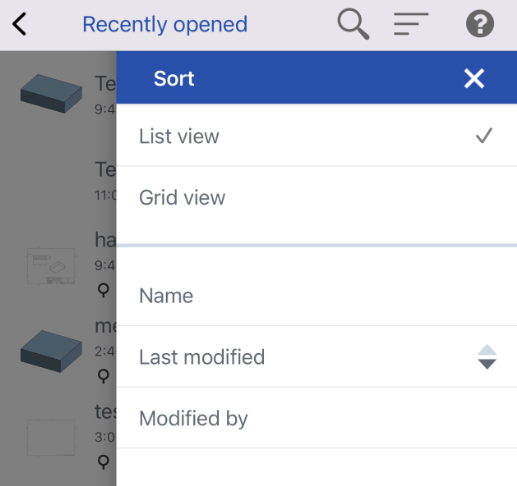 Recently opened
Sort
List view
Grid view
Name
Last modified
Modified by
Te
9:4
Te
11:0
ha
9:4
me
2:4
tes
3:0